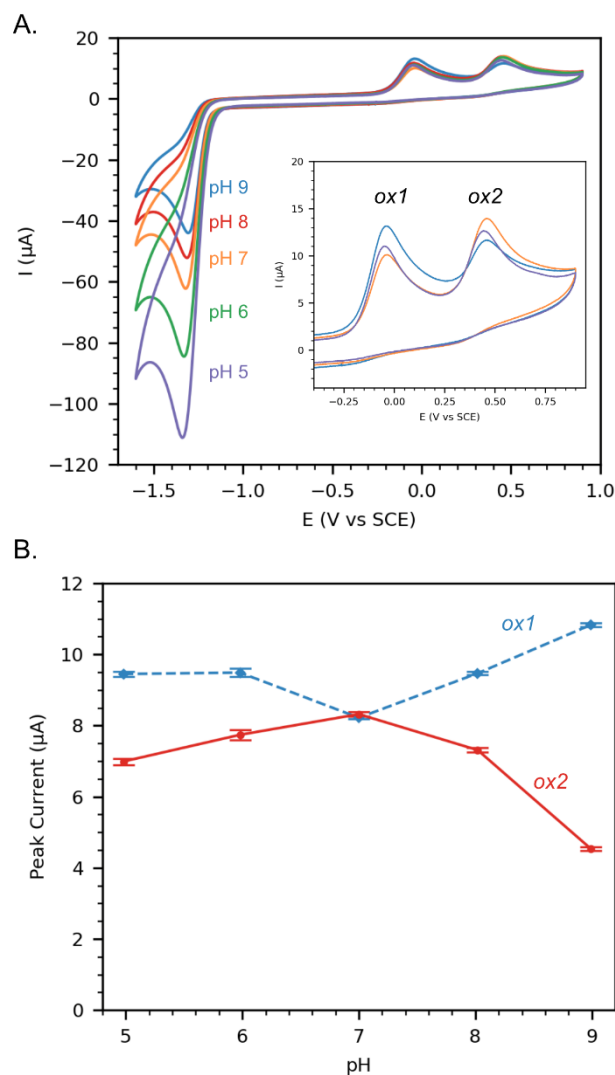 A.
20
0
−20
−40
−60
−80
−100
−120
I (µA)
pH 9
pH 8
pH 7
pH 6
pH 5
−1.5
−1.0
−0.5
0.0
0.5
1.0
E (V vs SCE)
20
15
10
5
0
I (µA)
ox1
ox2
−0.25
0.00
0.25
0.50
0.75
E (V vs SCE)
B.
12
10
8
6
4
2
0
Peak Current (µA)
ox1
ox2
5
6
7
8
9
pH